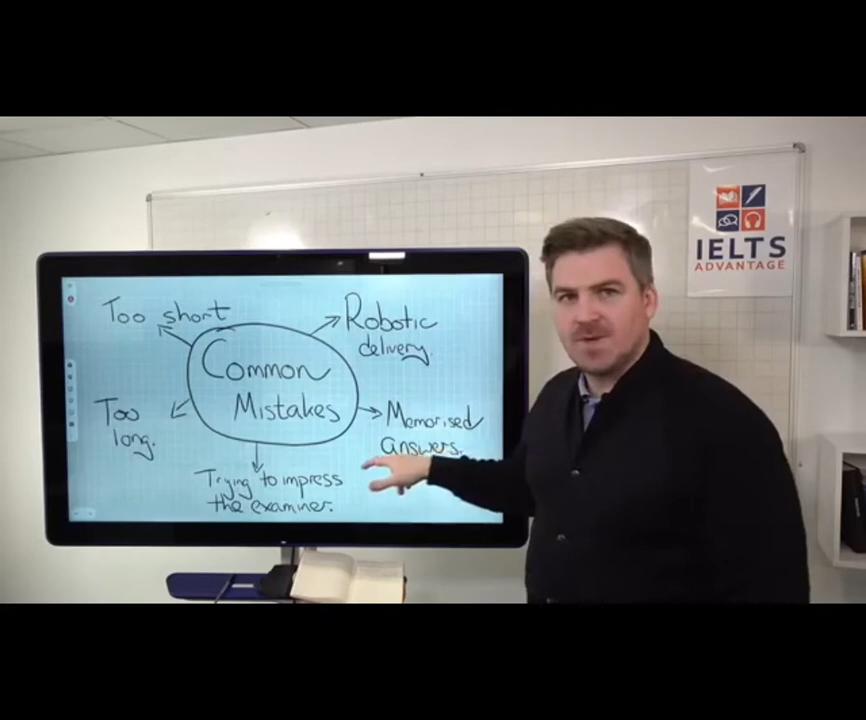 Too short
Robotic
delivery.
Common
Mistakes
Too
long.
Memorised
answers.
Trying to impress
the examiner.
IELTS
ADVANTAGE